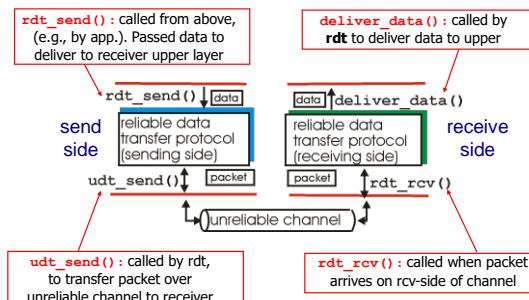 rdt_send(): called from above,
(e.g., by app.). Passed data to
deliver to receiver upper layer
deliver_data(): called by
rdt to deliver data to upper
rdt_send()
data
data
deliver_data()
send
side
reliable data
transfer protocol
(sending side)
reliable data
transfer protocol
(receiving side)
receive
side
udt_send()
packet
packet
rdt_rcv()
unreliable channel
udt_send(): called by rdt,
to transfer packet over
unreliable channel to receiver
rdt_rcv(): called when packet
arrives on rcv-side of channel